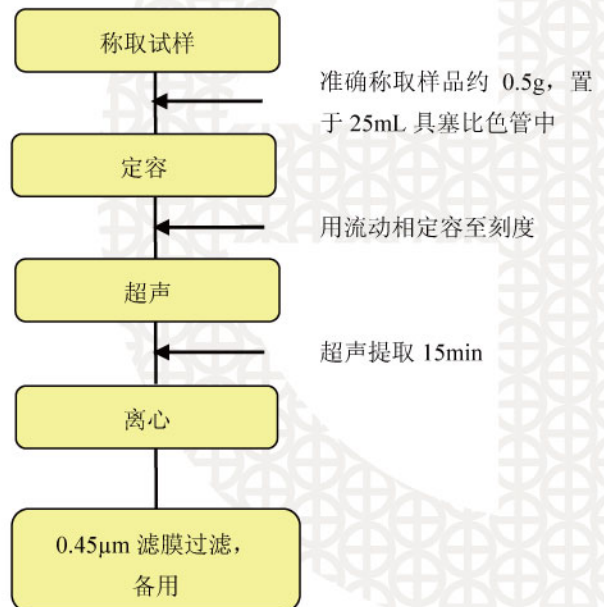 称取试样
准确称取样品约 0.5g，置
于 25mL 具塞比色管中
定容
用流动相定容至刻度
超声
超声提取 15min
离心
0.45μm 滤膜过滤，
备用